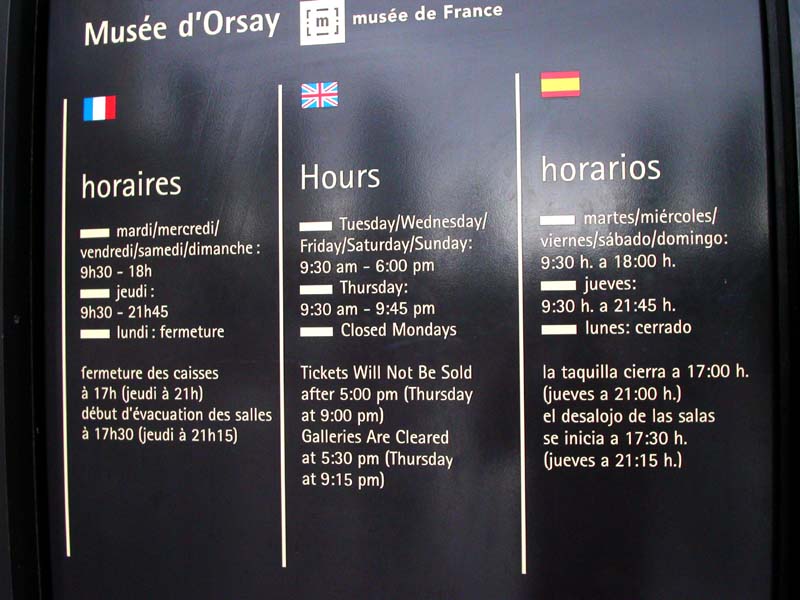 Musée d'Orsay
m
musée de France
horaires
mardi/mercredi/
vendredi/samedi/dimanche :
9h30 - 18h
jeudi :
9h30 - 21h45
lundi : fermeture
fermeture des caisses
à 17h (jeudi à 21h)
début d'évacuation des salles
à 17h30 (jeudi à 21h15)
Hours
Tuesday/Wednesday/
Friday/Saturday/Sunday:
9:30 am - 6:00 pm
Thursday:
9:30 am - 9:45 pm
Closed Mondays
Tickets Will Not Be Sold
after 5:00 pm (Thursday
at 9:00 pm)
Galleries Are Cleared
at 5:30 pm (Thursday
at 9:15 pm)
horarios
martes/miércoles/
viernes/sábado/domingo:
9:30 h. a 18:00 h.
jueves:
9:30 h. a 21:45 h.
lunes: cerrado
la taquilla cierra a 17:00 h.
(jueves a 21:00 h.)
el desalojo de las salas
se inicia a 17:30 h.
(jueves a 21:15 h.)